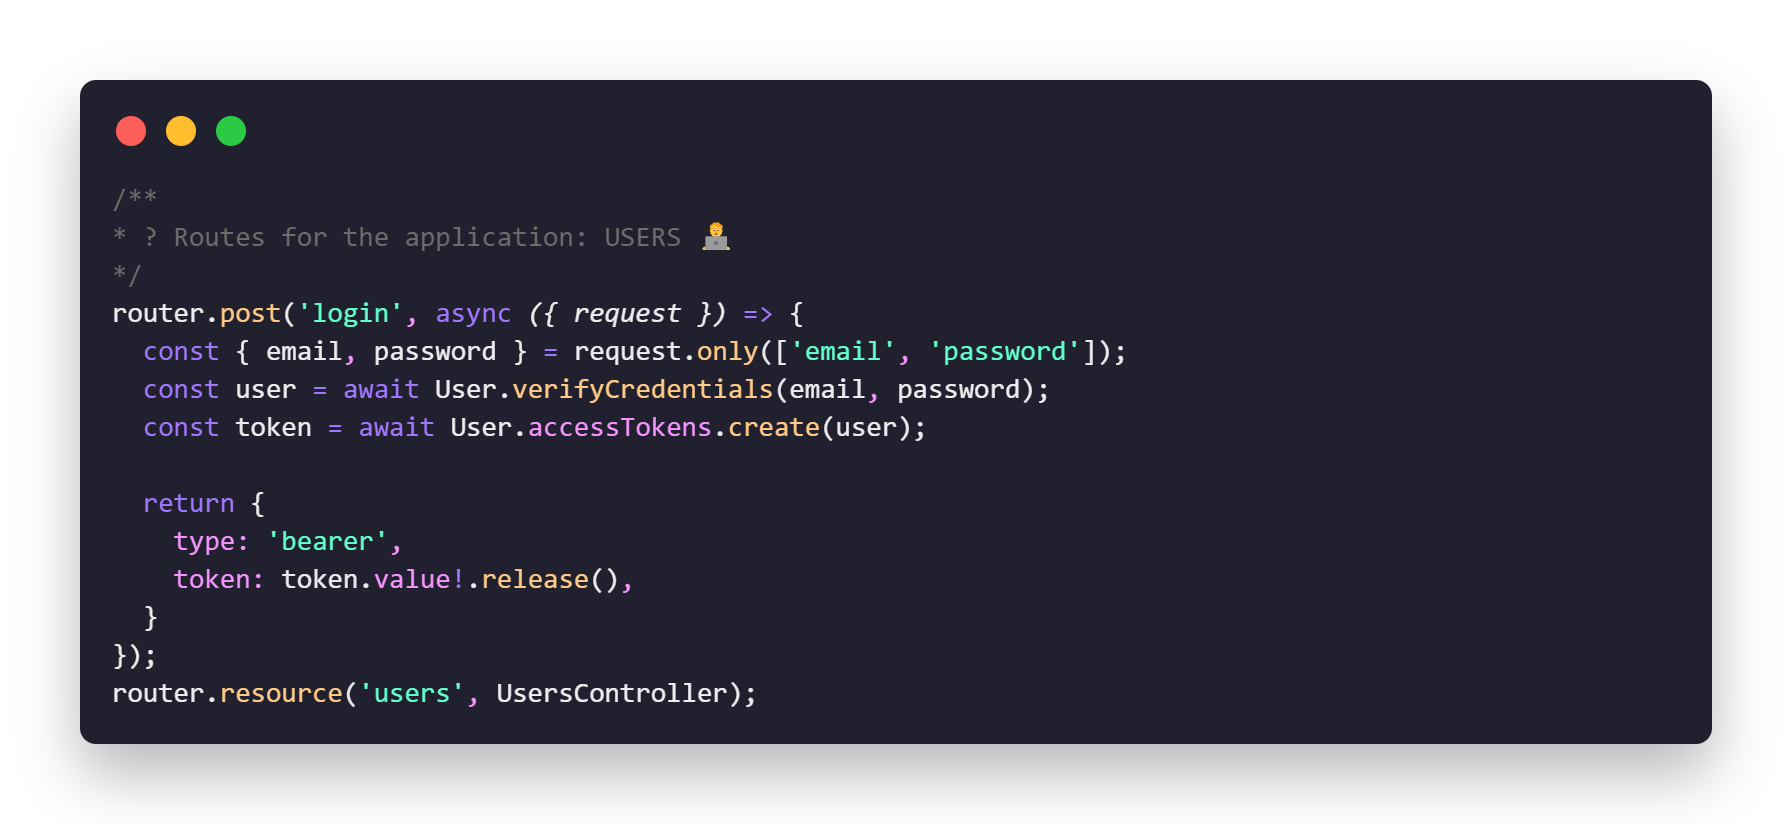 /**
* ? Routes for the application: USERS 🧑‍💻
*/
router.post('login', async ({ request }) => {
  const { email, password } = request.only(['email', 'password']);
  const user = await User.verifyCredentials(email, password);
  const token = await User.accessTokens.create(user);

  return {
    type: 'bearer',
    token: token.value!.release(),
  }
});
router.resource('users', UsersController);